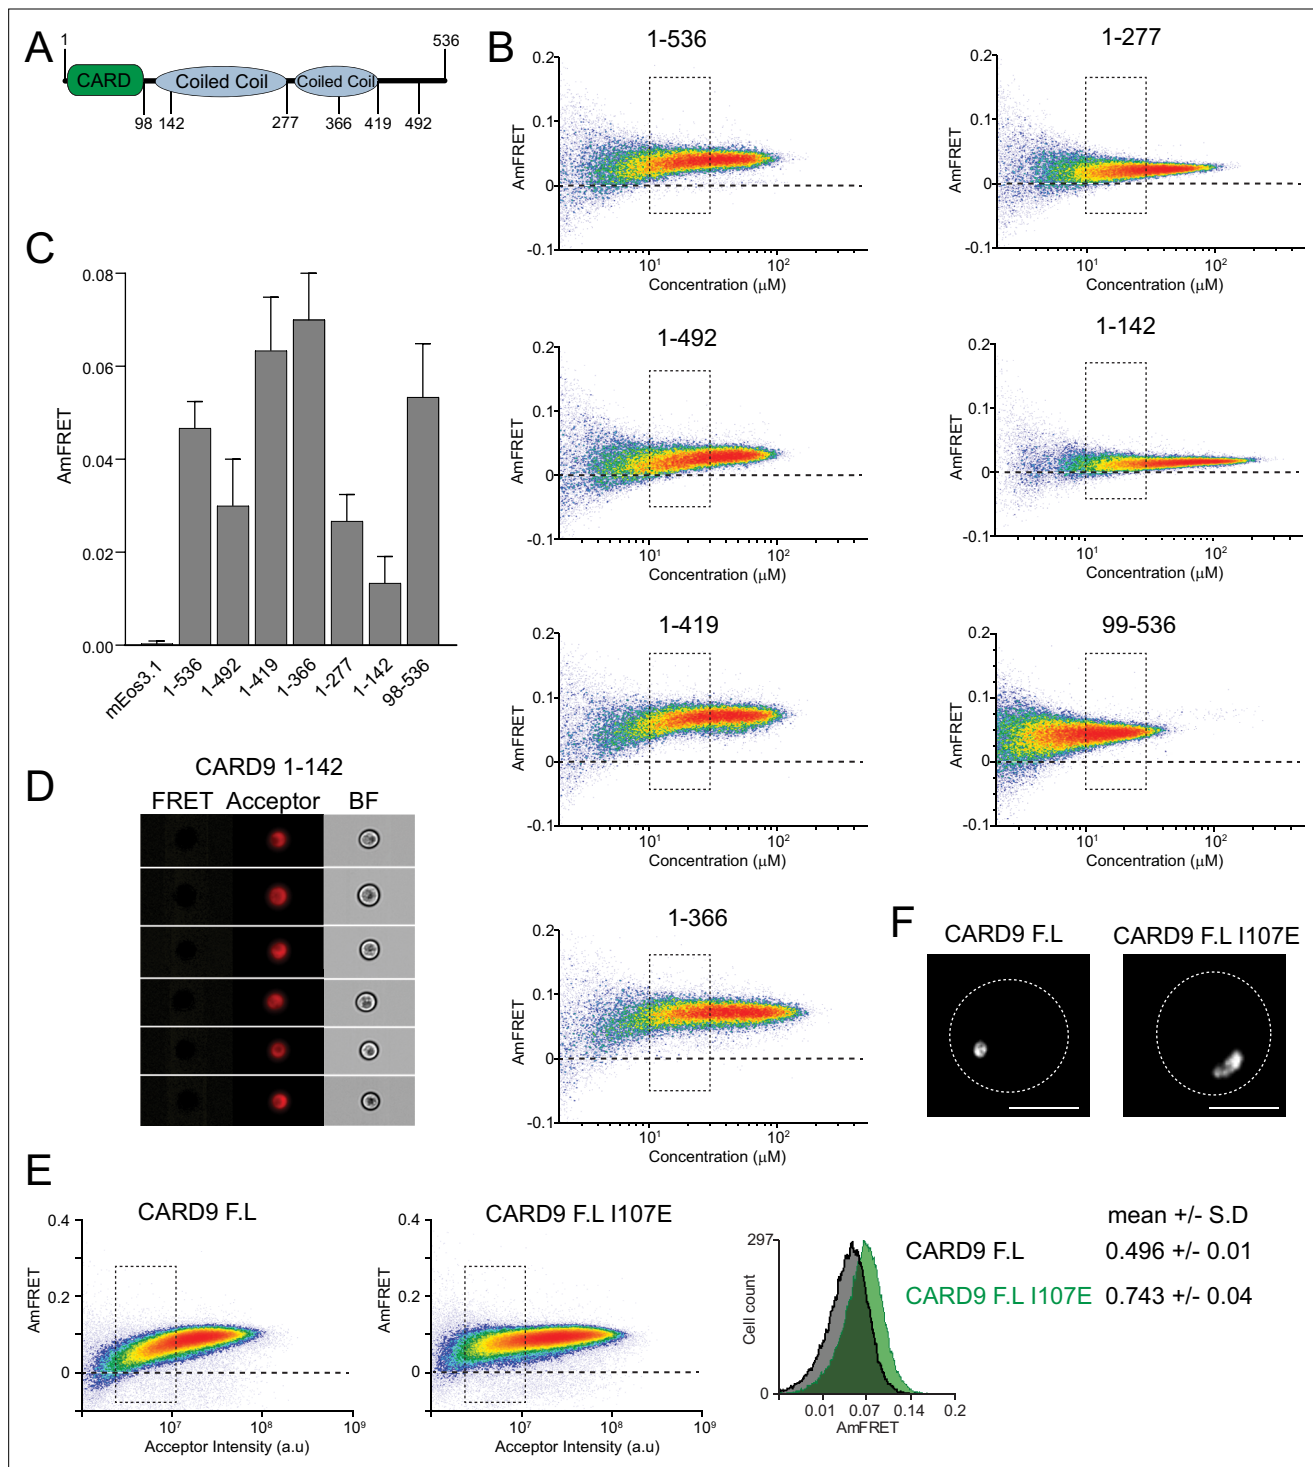 A
1
536
CARD
Coiled Coil
Coiled Coil
98
142
277
366
419
492
B
1-536
AmFRET
0.2
0.1
0
-0.1
10¹
10²
Concentration (μM)
1-277
AmFRET
0.2
0.1
0
-0.1
10¹
10²
Concentration (μM)
1-492
AmFRET
0.2
0.1
0
-0.1
10¹
10²
Concentration (μM)
1-142
AmFRET
0.2
0.1
0
-0.1
10¹
10²
Concentration (μM)
1-419
AmFRET
0.2
0.1
0
-0.1
10¹
10²
Concentration (μM)
99-536
AmFRET
0.2
0.1
0
-0.1
10¹
10²
Concentration (μM)
1-366
AmFRET
0.2
0.1
0
-0.1
10¹
10²
Concentration (μM)
C
AmFRET
0.08
0.06
0.04
0.02
0.00
mEos3.1
1-536
1-492
1-419
1-366
1-277
1-142
98-536
D
CARD9 1-142
FRET Acceptor BF
F
CARD9 F.L
CARD9 F.L I107E
E
CARD9 F.L
AmFRET
0.4
0.2
0
10⁷
10⁸
10⁹
Acceptor Intensity (a.u)
CARD9 F.L I107E
AmFRET
0.4
0.2
0
10⁷
10⁸
10⁹
Acceptor Intensity (a.u)
297
Cell count
0
0.01
0.07
0.14
0.2
AmFRET
mean +/- S.D
CARD9 F.L 0.496 +/- 0.01
CARD9 F.L I107E 0.743 +/- 0.04